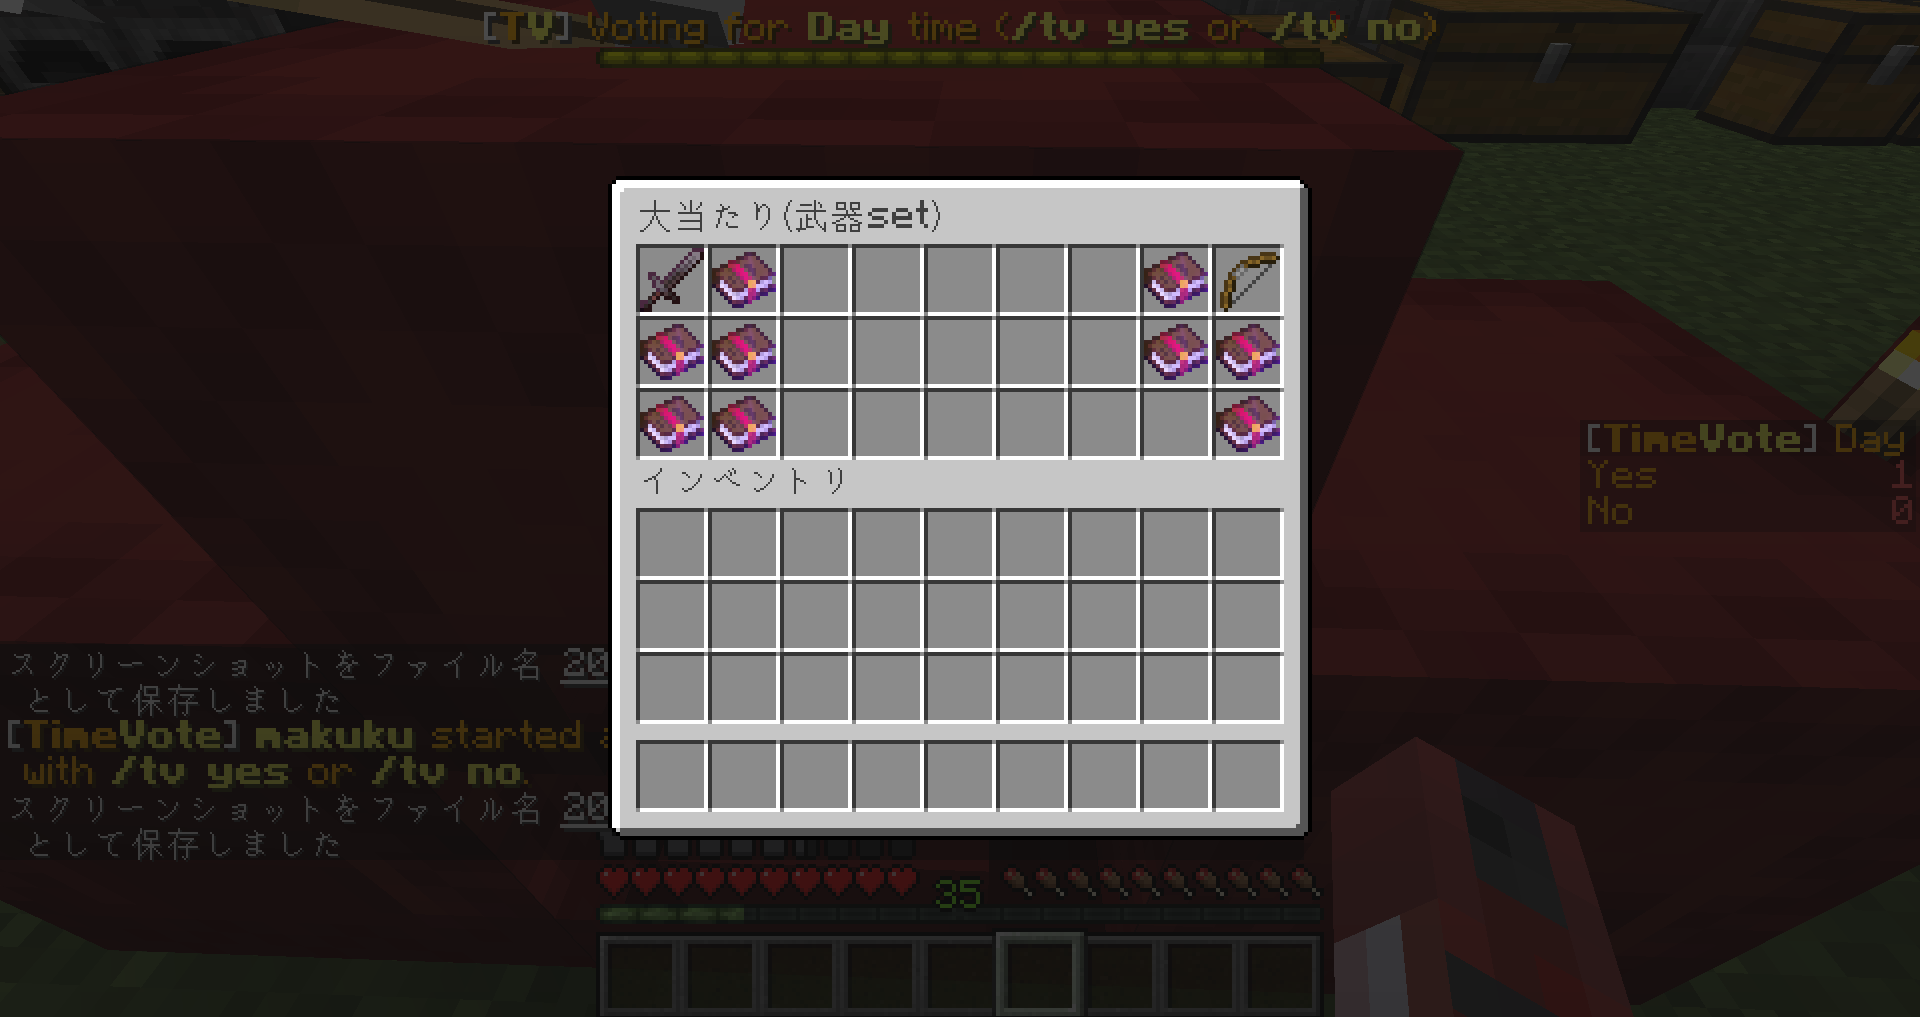 [TV] Voting for Day time (/tv yes or /tv no)
大当たり(武器set)
インベントリ
[TimeVote] Day
Yes 1
No 0
スクリーンショットをファイル名 20
として保存しました
[TimeVote] makuku started
with /tv yes or /tv no.
スクリーンショットをファイル名 20
として保存しました
35